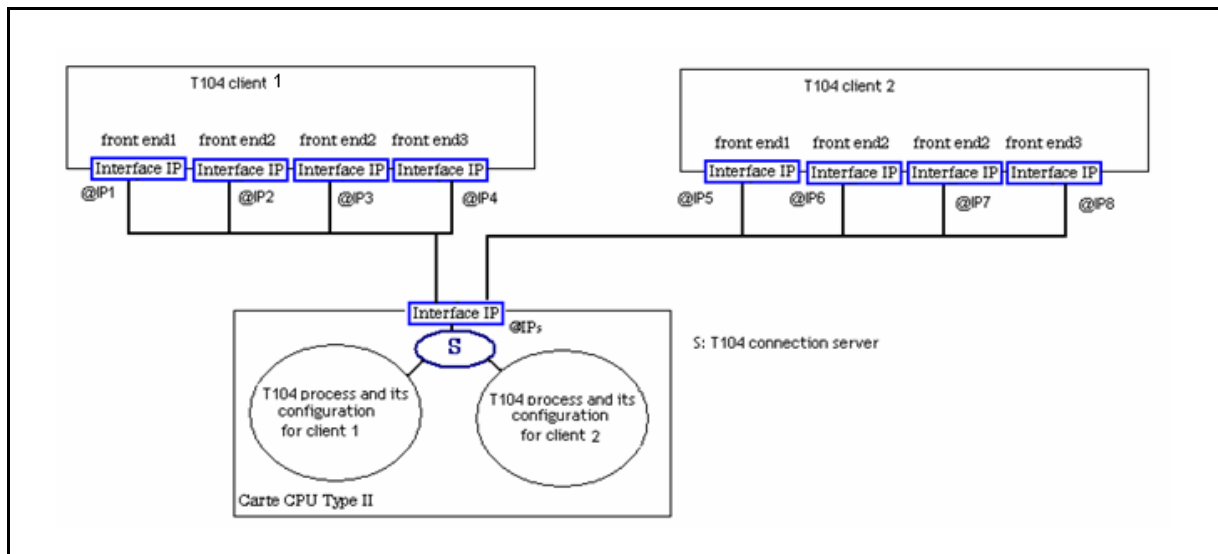 T104 client 1
front end1 front end2 front end2 front end3
Interface IP Interface IP Interface IP Interface IP
@IP1 @IP2 @IP3 @IP4
T104 client 2
front end1 front end2 front end2 front end3
Interface IP Interface IP Interface IP Interface IP
@IP5 @IP6 @IP7 @IP8
Interface IP
@IPs
S
S: T104 connection server
T104 process and its
configuration
for client 1
T104 process and its
configuration
for client 2
Carte CPU Type II